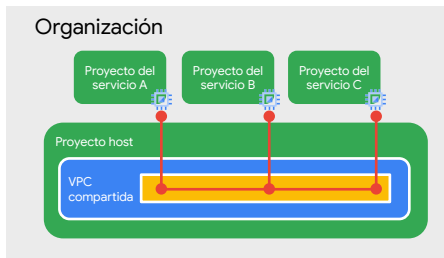 Organización
Proyecto del
servicio A
Proyecto del
servicio B
Proyecto del
servicio C
Proyecto host
VPC
compartida